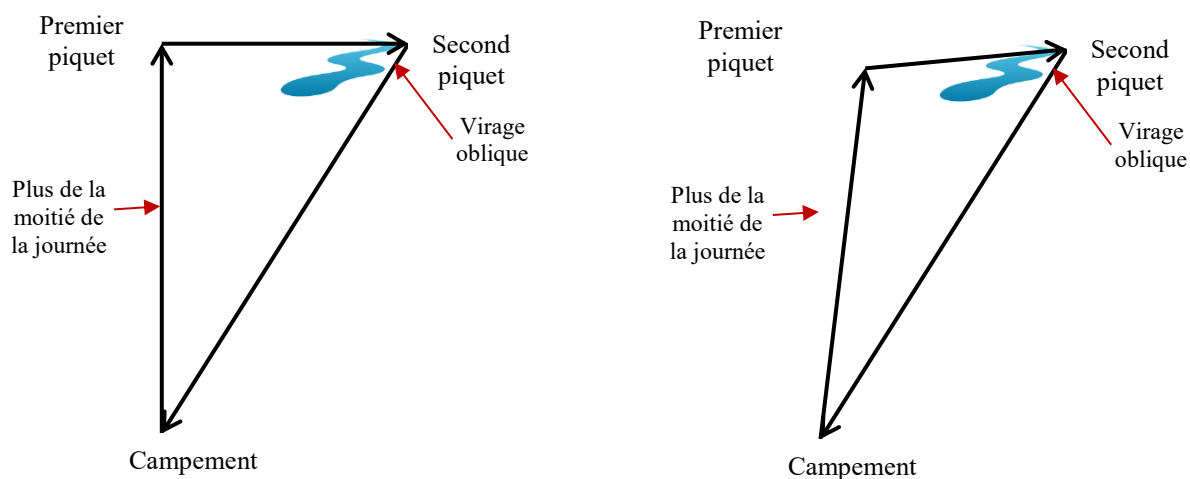 Premier
piquet
Second
piquet
Virage
oblique
Plus de la
moitié de
la journée
Campement
Premier
piquet
Second
piquet
Virage
oblique
Plus de la
moitié de
la journée
Campement